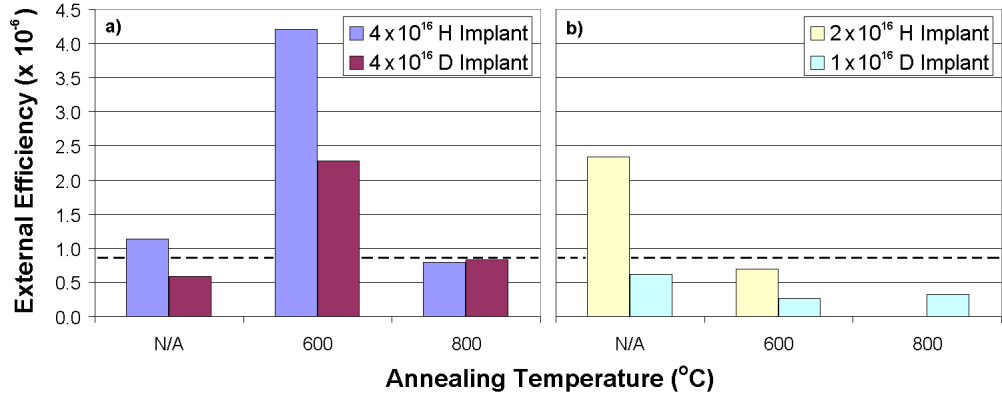 External Efficiency (x 10⁻⁶)
4.5
4.0
3.5
3.0
2.5
2.0
1.5
1.0
0.5
0.0
a)
4 x 10¹⁶ H Implant
4 x 10¹⁶ D Implant
b)
2 x 10¹⁶ H Implant
1 x 10¹⁶ D Implant
N/A 600 800 N/A 600 800
Annealing Temperature (°C)